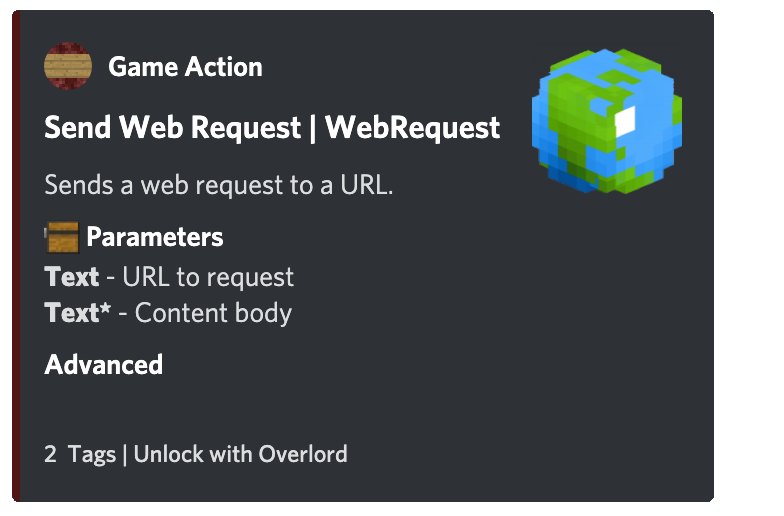 Game Action
Send Web Request | WebRequest
Sends a web request to a URL.
Parameters
Text - URL to request
Text* - Content body
Advanced
2 Tags | Unlock with Overlord